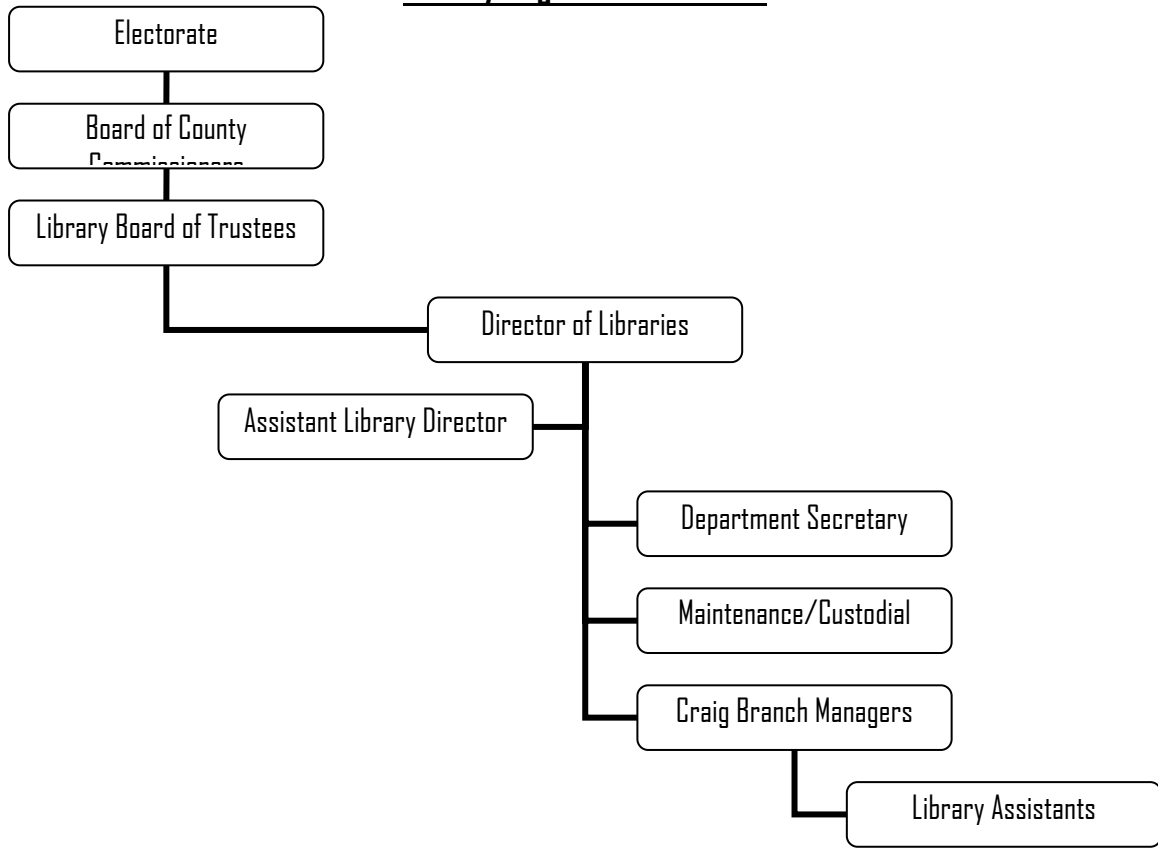 Electorate
Board of County
Commissioners
Library Board of Trustees
Director of Libraries
Assistant Library Director
Department Secretary
Maintenance/Custodial
Craig Branch Managers
Library Assistants